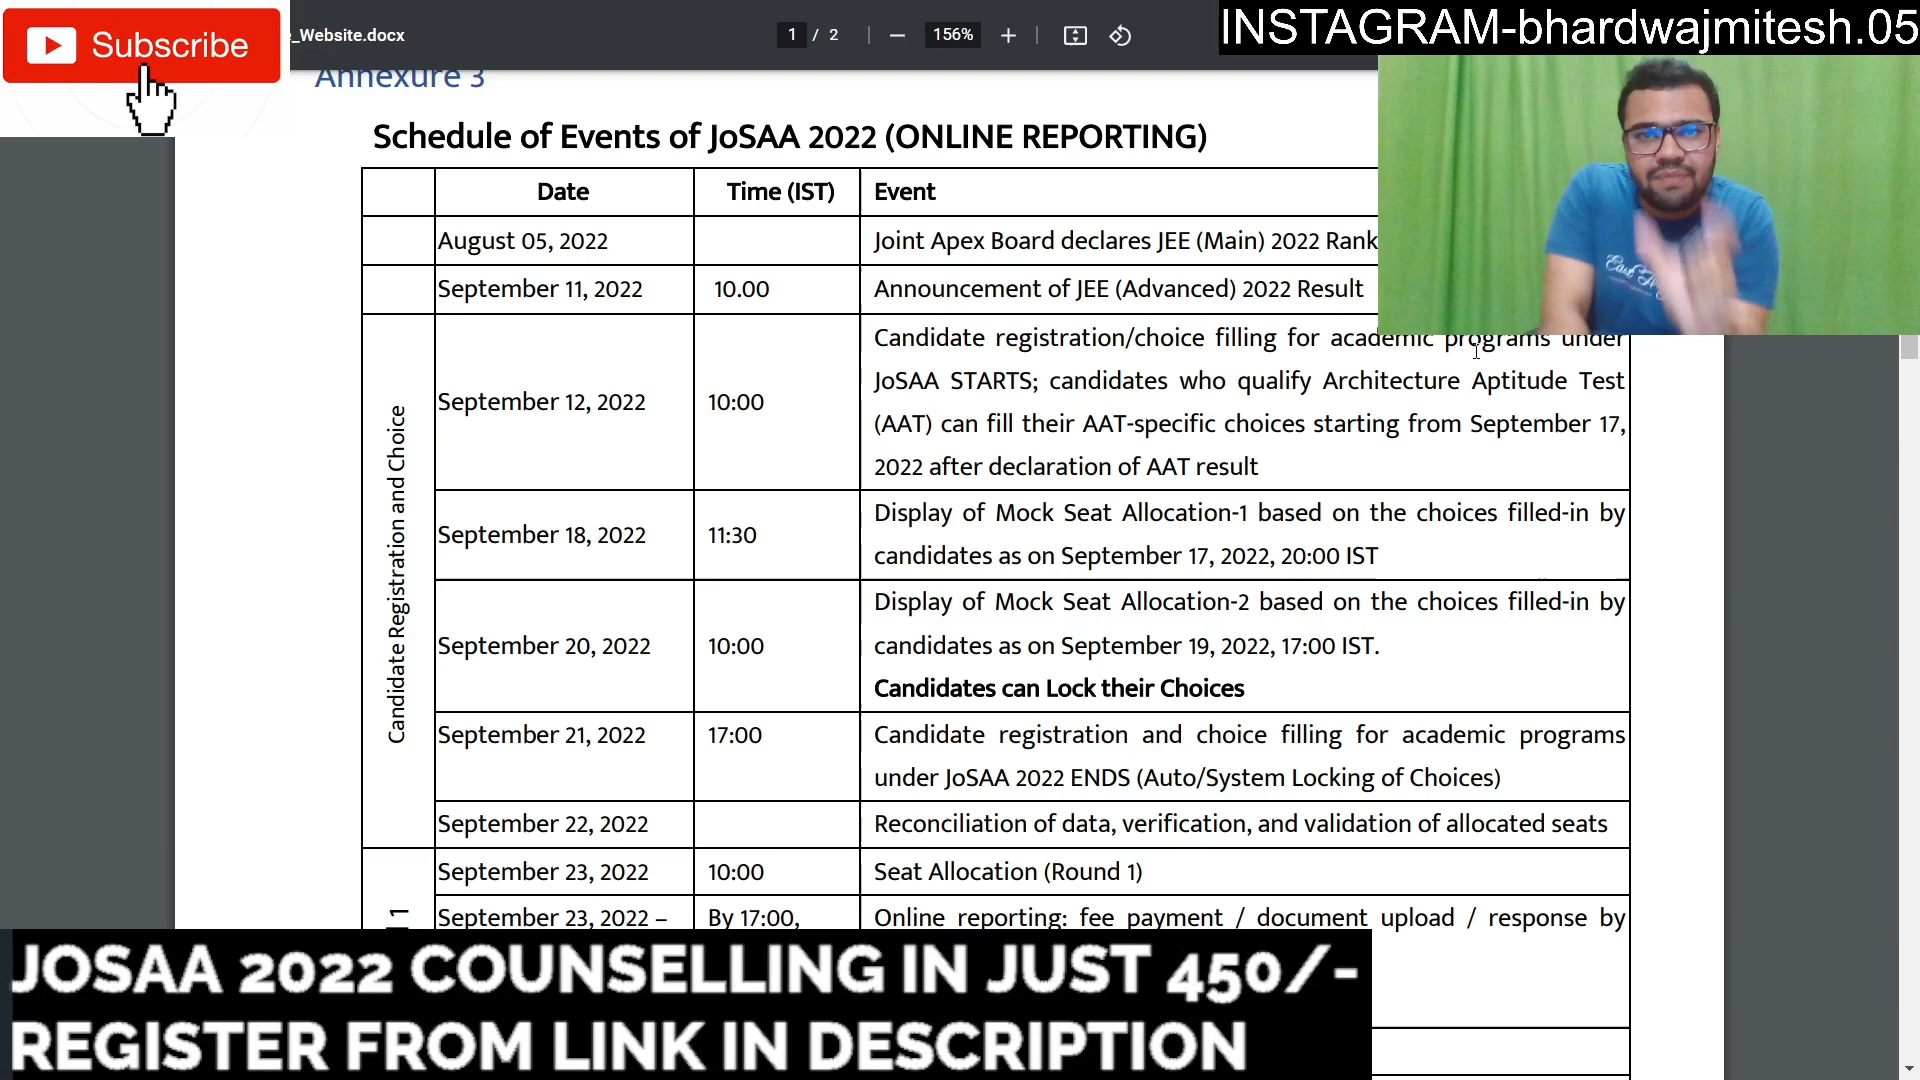 Subscribe
_Website.docx
1 / 2
156%
INSTAGRAM-bhardwajmitesh.05
Annexure 3
Schedule of Events of JoSAA 2022 (ONLINE REPORTING)
Date Time (IST) Event
August 05, 2022 Joint Apex Board declares JEE (Main) 2022 Rank
September 11, 2022 10.00 Announcement of JEE (Advanced) 2022 Result
Candidate Registration and Choice
September 12, 2022 10:00
Candidate registration/choice filling for academic programs under
JoSAA STARTS; candidates who qualify Architecture Aptitude Test
(AAT) can fill their AAT-specific choices starting from September 17,
2022 after declaration of AAT result
September 18, 2022 11:30
Display of Mock Seat Allocation-1 based on the choices filled-in by
candidates as on September 17, 2022, 20:00 IST
September 20, 2022 10:00
Display of Mock Seat Allocation-2 based on the choices filled-in by
candidates as on September 19, 2022, 17:00 IST.
Candidates can Lock their Choices
September 21, 2022 17:00
Candidate registration and choice filling for academic programs
under JoSAA 2022 ENDS (Auto/System Locking of Choices)
September 22, 2022 Reconciliation of data, verification, and validation of allocated seats
September 23, 2022 10:00 Seat Allocation (Round 1)
1
September 23, 2022 – By 17:00, Online reporting: fee payment / document upload / response by
JOSAA 2022 COUNSELLING IN JUST 450/-
REGISTER FROM LINK IN DESCRIPTION